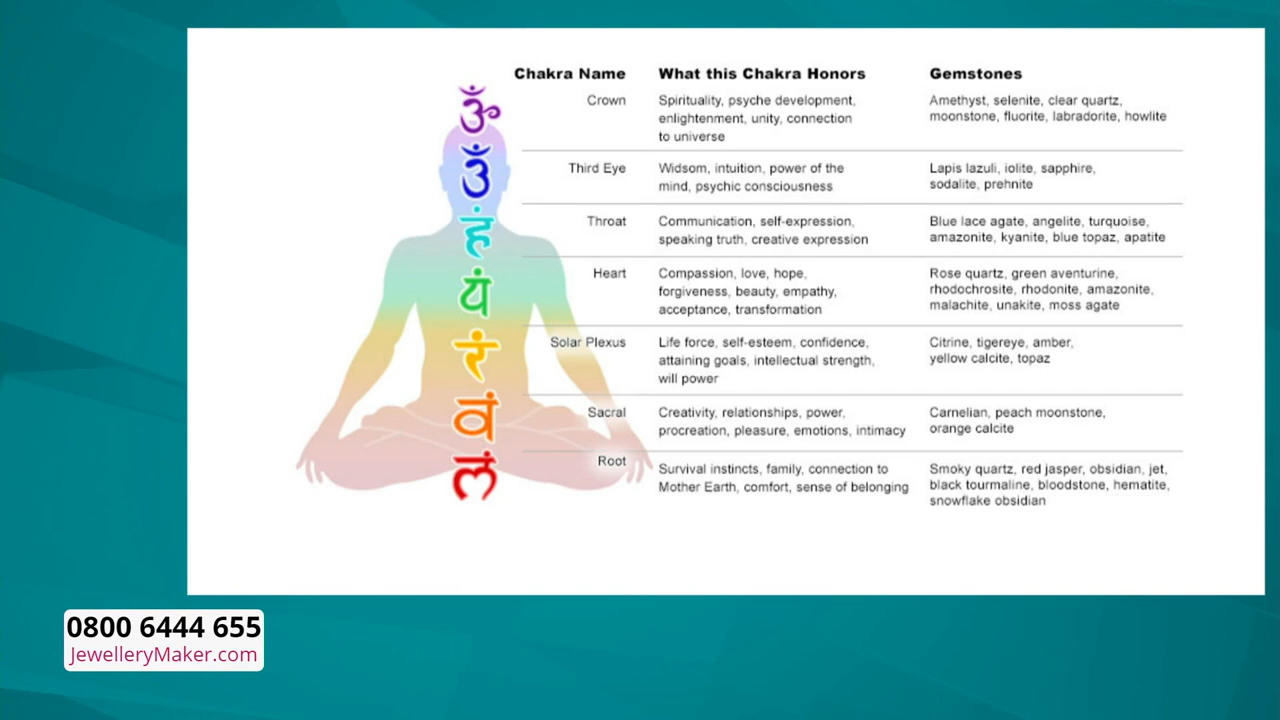 Chakra Name What this Chakra Honors Gemstones
ॐ
Crown Spirituality, psyche development, Amethyst, selenite, clear quartz,
enlightenment, unity, connection moonstone, fluorite, labradorite, howlite
to universe
Third Eye Widsom, intuition, power of the Lapis lazuli, iolite, sapphire,
mind, psychic consciousness sodalite, prehnite
हं
Throat Communication, self-expression, Blue lace agate, angelite, turquoise,
speaking truth, creative expression amazonite, kyanite, blue topaz, apatite
यं
Heart Compassion, love, hope, Rose quartz, green aventurine,
forgiveness, beauty, empathy, rhodochrosite, rhodonite, amazonite,
acceptance, transformation malachite, unakite, moss agate
रं
Solar Plexus Life force, self-esteem, confidence, Citrine, tigereye, amber,
attaining goals, intellectual strength, yellow calcite, topaz
will power
वं
Sacral Creativity, relationships, power, Carnelian, peach moonstone,
procreation, pleasure, emotions, intimacy orange calcite
लं
Root Survival instincts, family, connection to Smoky quartz, red jasper, obsidian, jet,
Mother Earth, comfort, sense of belonging black tourmaline, bloodstone, hematite,
snowflake obsidian
0800 6444 655
JewelleryMaker.com